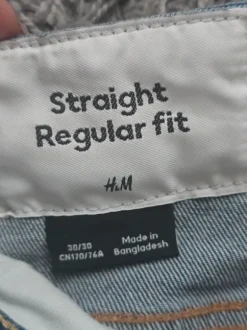 Straight
Regular fit
H&M
30/30
CN170/76A
Made in
Bangladesh